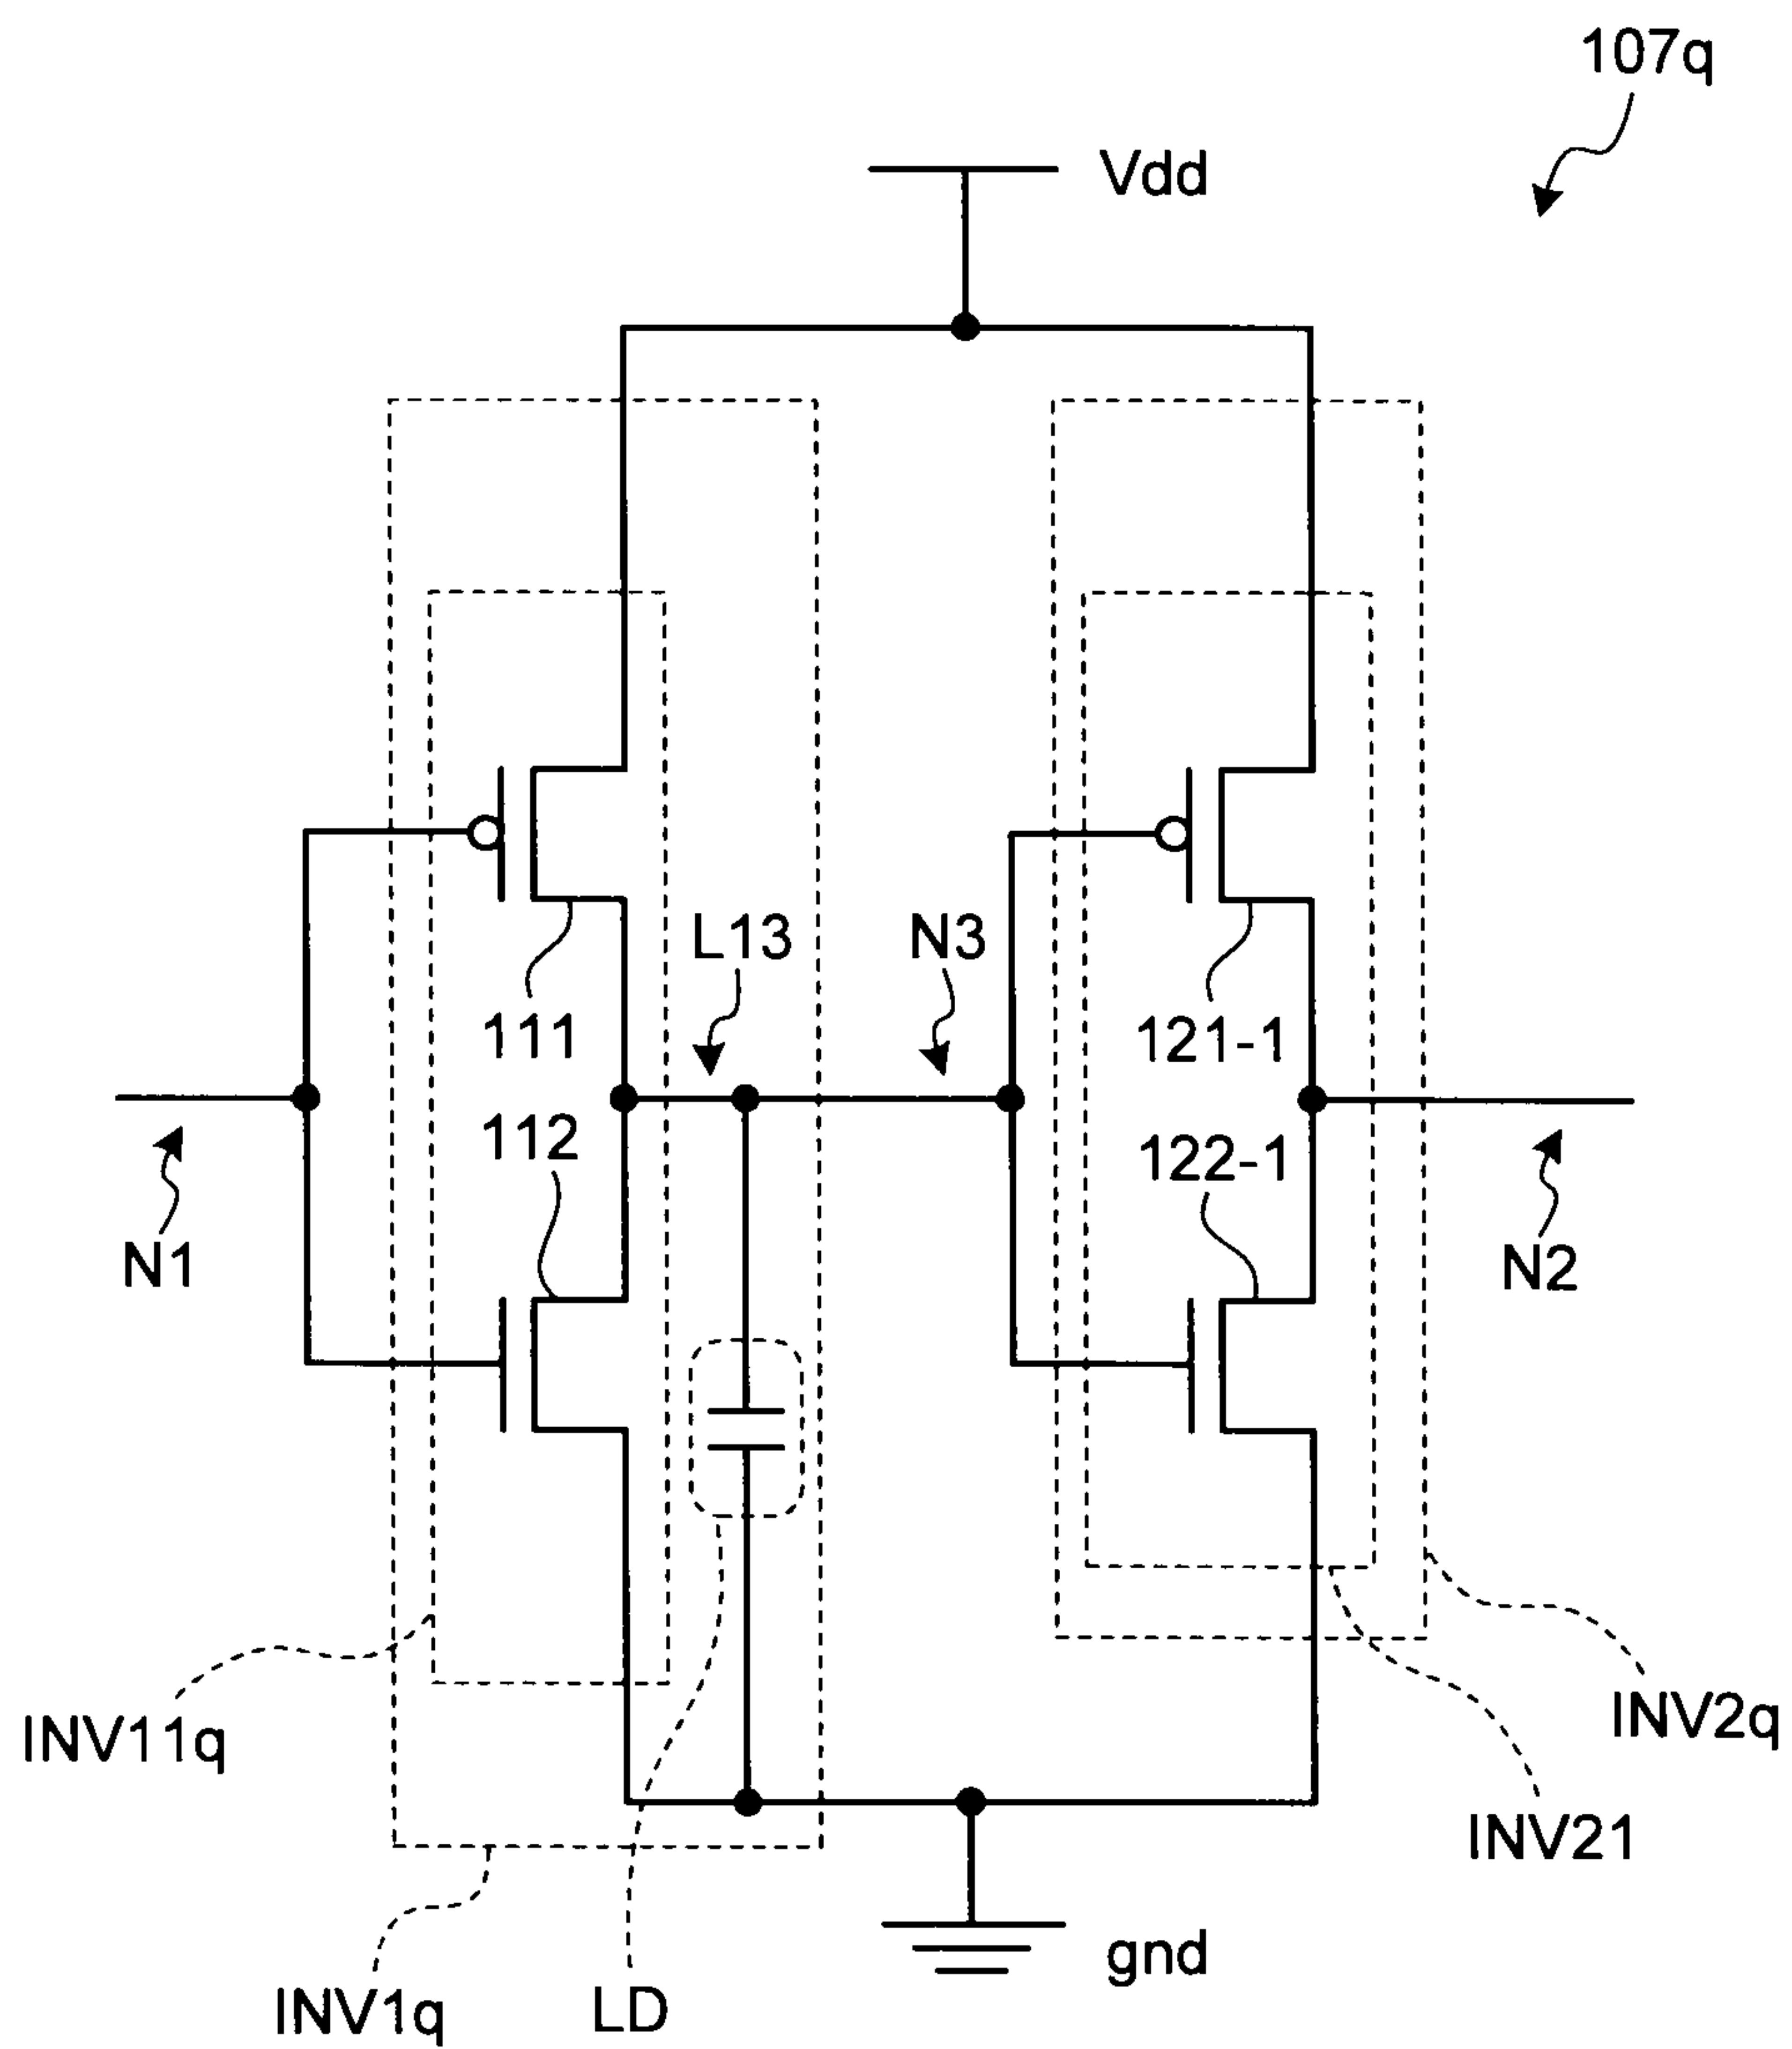 107q
Vdd
L13
N3
111
121-1
112
122-1
N1
N2
INV11q
INV2q
INV21
gnd
INV1q
LD